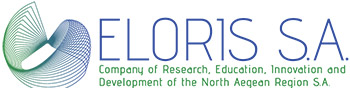 ELORIS S.A.
Company of Research, Education, Innovation and
Development of the North Aegean Region S.A.